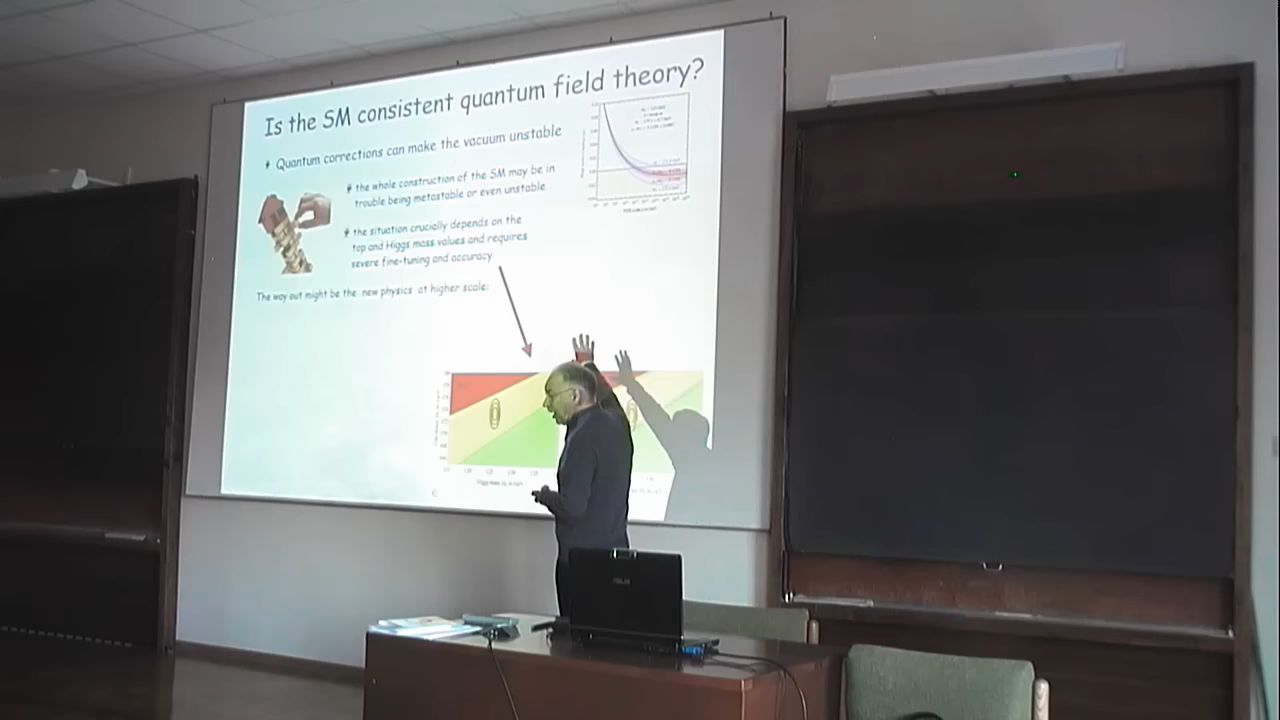 Is the SM consistent quantum field theory?
Quantum corrections can make the vacuum unstable
the whole construction of the SM may be in
trouble being metastable or even unstable
the situation crucially depends on the
top and Higgs mass values and requires
severe fine-tuning and accuracy
The way out might be the new physics at higher scale:
ASUS